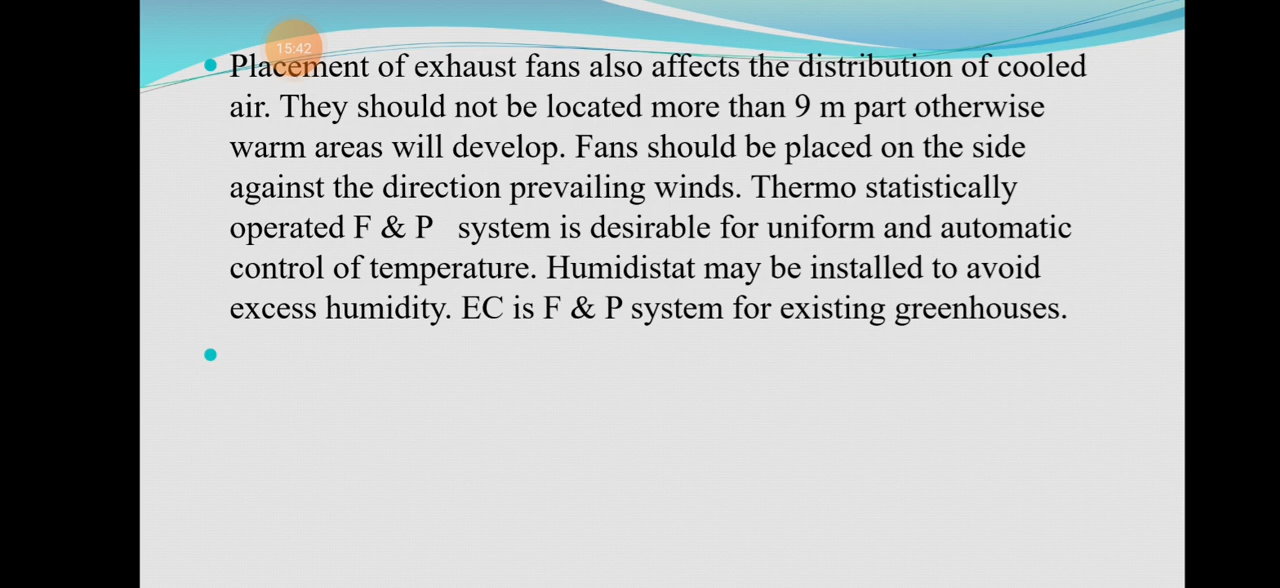 15:42
Placement of exhaust fans also affects the distribution of cooled
air. They should not be located more than 9 m part otherwise
warm areas will develop. Fans should be placed on the side
against the direction prevailing winds. Thermo statistically
operated F & P system is desirable for uniform and automatic
control of temperature. Humidistat may be installed to avoid
excess humidity. EC is F & P system for existing greenhouses.